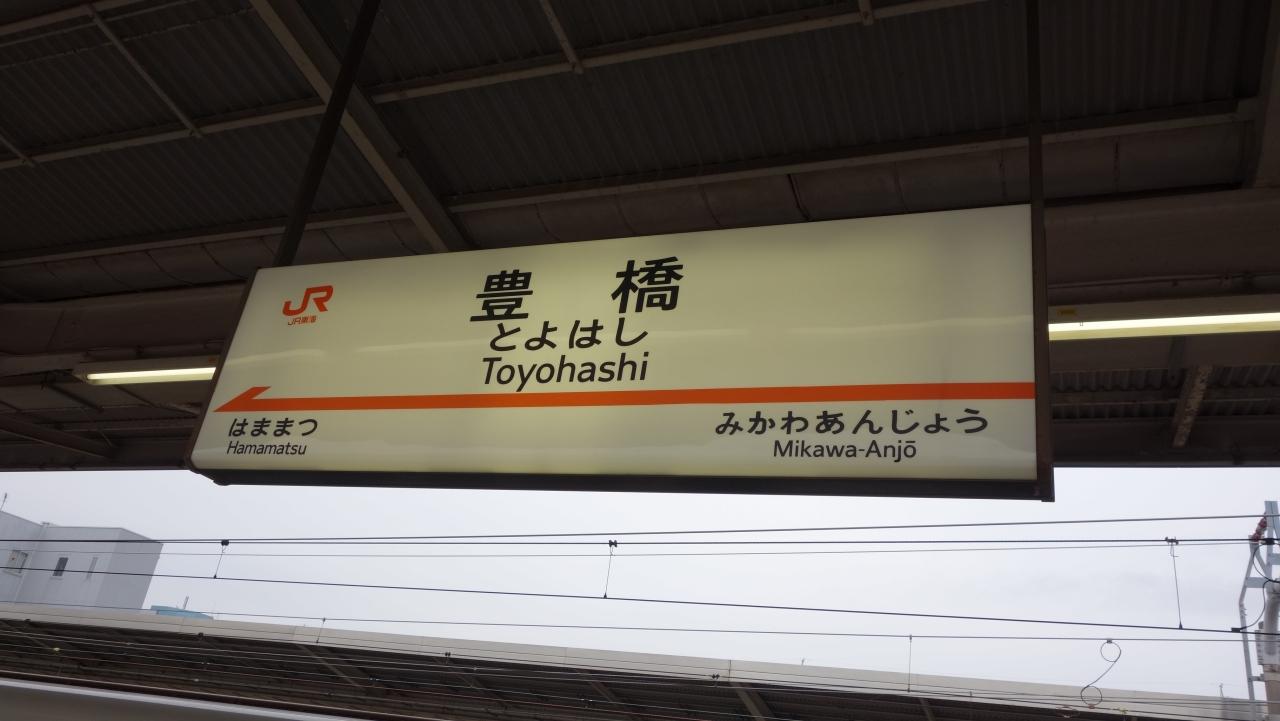 JR
JR東海
豊橋
とよはし
Toyohashi
はままつ
Hamamatsu
みかわあんじょう
Mikawa-Anjō